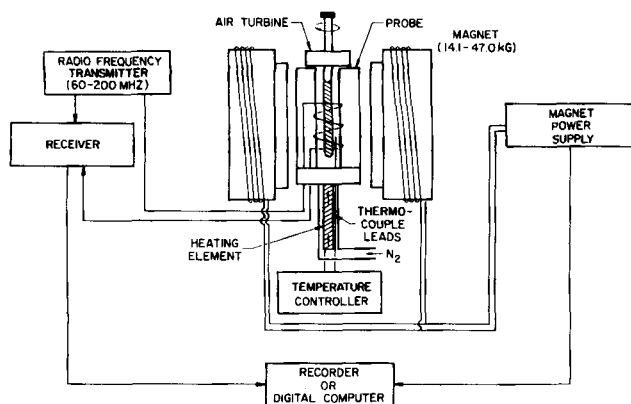 AIR TURBINE
PROBE
MAGNET
(14.1-47.0 kG)
RADIO FREQUENCY
TRANSMITTER
(60-200 MHZ)
RECEIVER
MAGNET
POWER
SUPPLY
HEATING
ELEMENT
THERMO-
COUPLE
LEADS
N2
TEMPERATURE
CONTROLLER
RECORDER
OR
DIGITAL COMPUTER